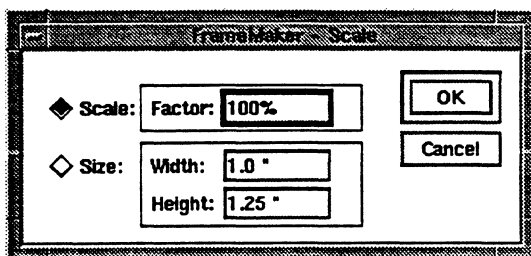 FrameMaker - Scale
Scale: Factor: 100%
OK
Size: Width: 1.0 "
Cancel
Height: 1.25 "